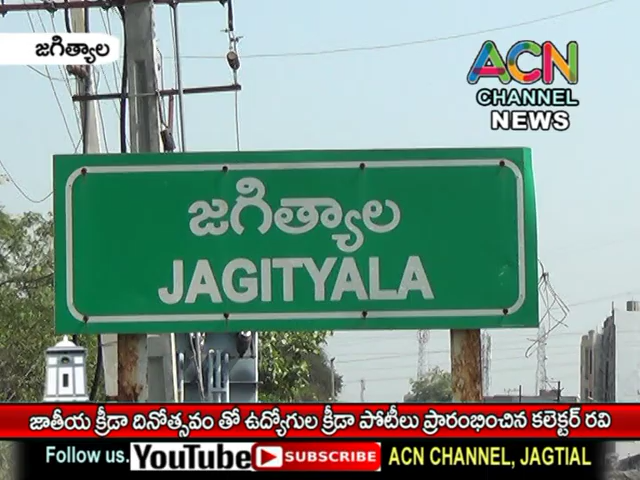 జగిత్యాల
ACN
CHANNEL
NEWS
జగిత్యాల
JAGITYALA
జాతీయ క్రీడా దినోత్సవం తో ఉద్యోగుల క్రీడా పోటీలు ప్రారంభించిన కలెక్టర్ రవి
Follow us. YouTube SUBSCRIBE ACN CHANNEL, JAGTIAL